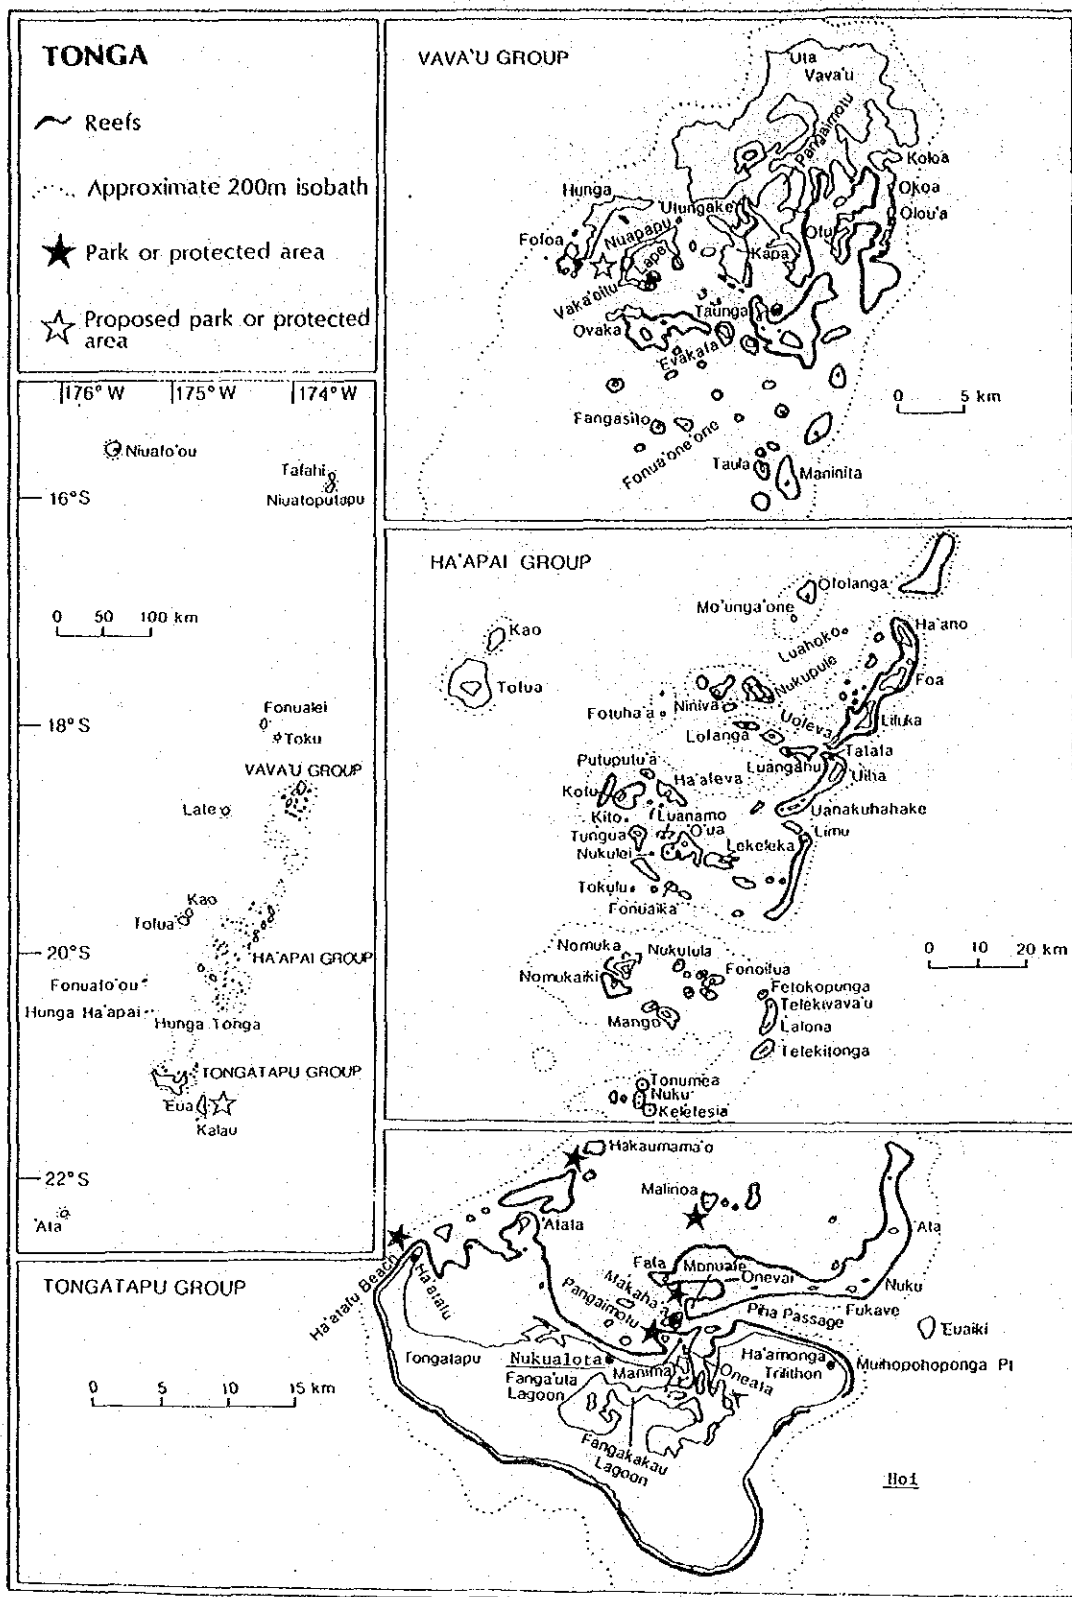 TONGA
Reefs
Approximate 200m isobath
Park or protected area
Proposed park or protected
area
176° W
175° W
174° W
Niuafo'ou
Tafahi
Niuatoputapu
16°S
0 50 100 km
Fonualei
18°S
Toku
VAVA'U GROUP
Late
Kao
Tofua
20°S
HA'APAI GROUP
Fonuafo'ou
Hunga Ha'apai
Hunga Tonga
TONGATAPU GROUP
Eua
Kalau
22°S
'Ata
VAVA'U GROUP
'Uta
Vava'u
Pangaimotu
Koloa
Hunga
Okoa
Utungake
Olou'a
Fofoa
Nuapapu
Ofu
Lape
Kapa
Vaka'eitu
Taunga
Ovaka
Evakafa
0 5 km
Fangasito
Fonua'one'one
Taula
Maninita
HA'APAI GROUP
Ofolanga
Mo'unga'one
Kao
Luahoko
Ha'ano
Tofua
Nukupule
Foa
Niniva
Fotuha'a
Uoleva
Lifuka
Lofanga
Tatafa
Putuputu'a
Luangahu
Ha'afeva
Uiha
Kotu
Uanakuhahake
Kito
Luanamo
O'ua
Limu
Tungua
Lekeleka
Nukulei
Tokulu
Fonuaika
Nomuka
Nukutula
Fonoifua
0 10 20 km
Nomukaiki
Fetokopunga
Telekivava'u
Mango
Lalona
Telekitonga
Tonumea
Nuku
Kelefesia
TONGATAPU GROUP
Hakaumama'o
Malinoa
'Atata
'Ata
Ha'atafu Beach
Ha'atafu
Fafa
Monuafe
Onevai
Makaha'a
Nuku
Pangaimotu
Piha Passage
Fukave
Euaiki
Tongatapu
Nukualofa
Manima
Ha'amonga
Trilithon
Muihopohoponga Pt
Fanga'uta
Lagoon
Oneata
0 5 10 15 km
Fangakakau
Lagoon
Hoi